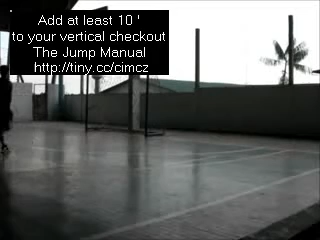 Add at least 10 '
to your vertical checkout
The Jump Manual
http://tiny.cc/cimcz